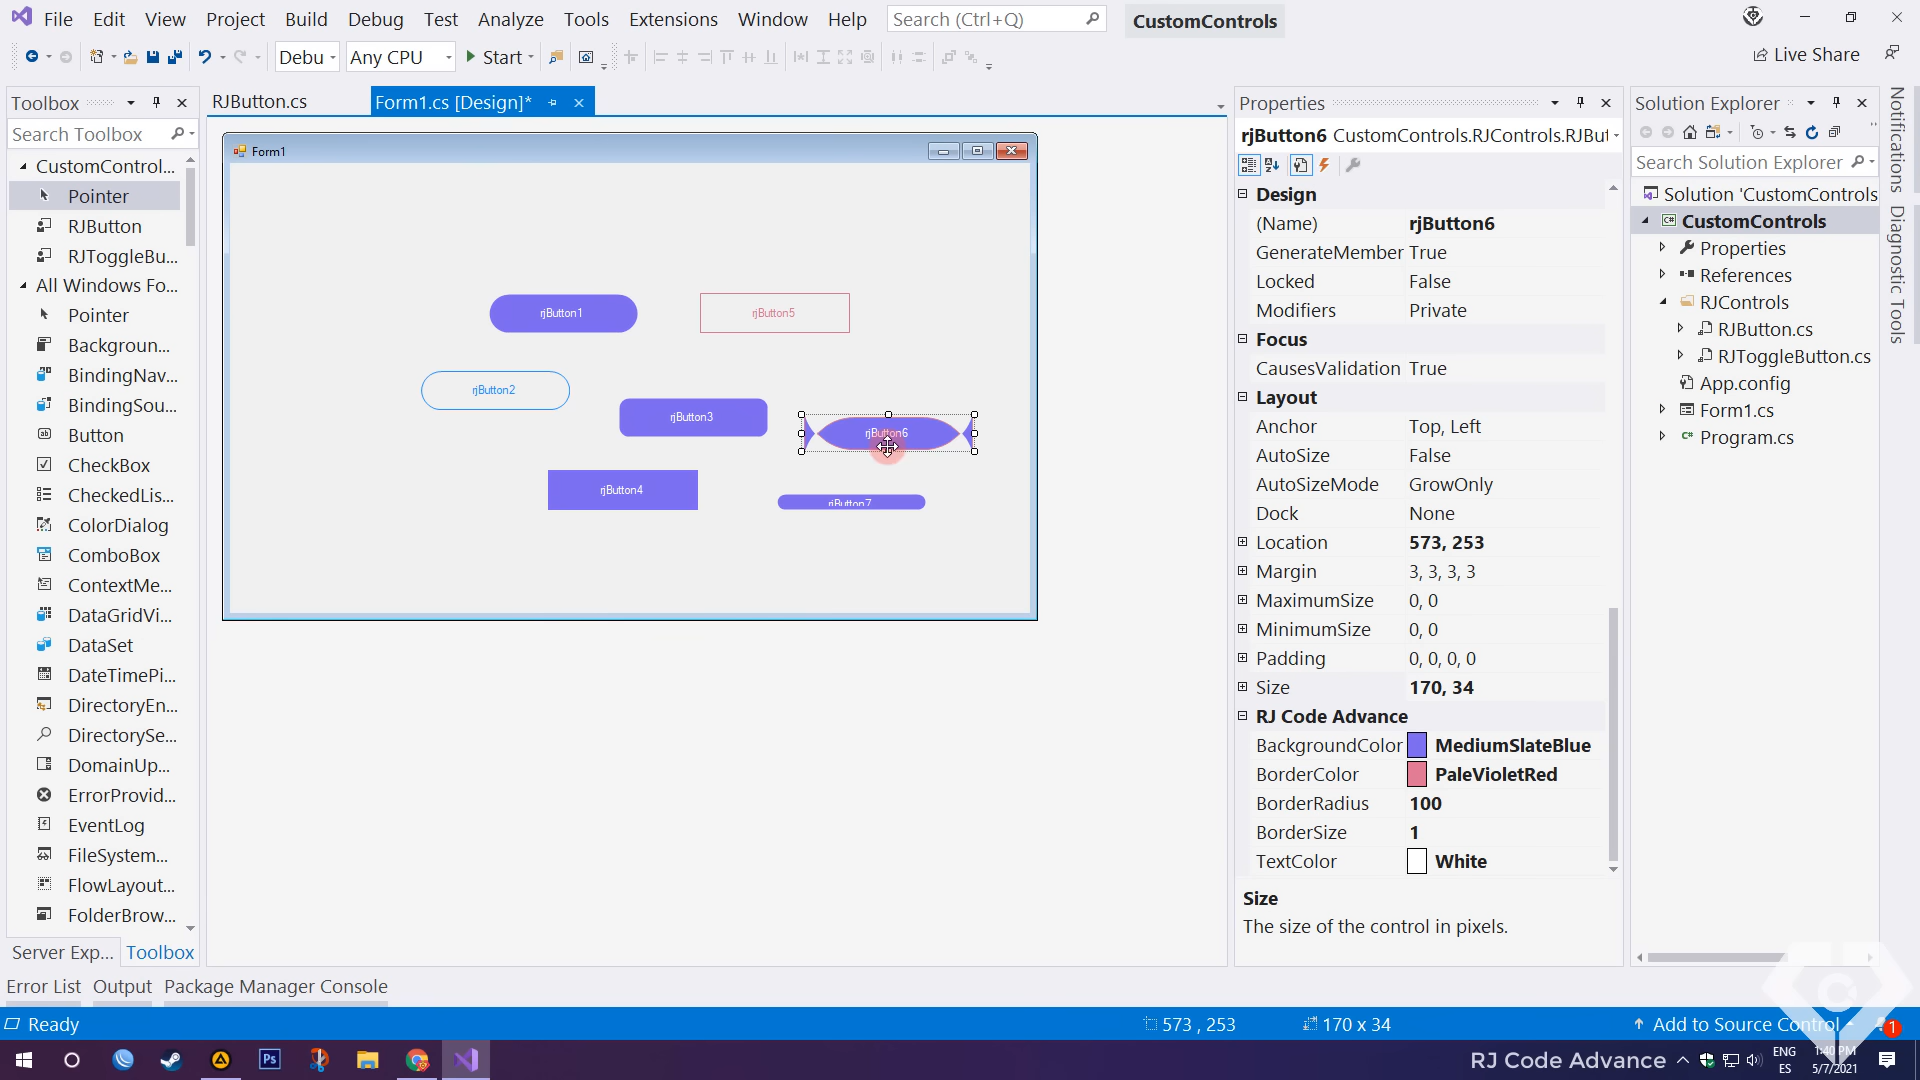 File Edit View Project Build Debug Test Analyze Tools Extensions Window Help Search (Ctrl+Q) CustomControls
Debu Any CPU Start Live Share
Toolbox
Search Toolbox
CustomControl...
Pointer
RJButton
RJToggleBu...
All Windows Fo...
Pointer
Backgroun...
BindingNav...
BindingSou...
Button
CheckBox
CheckedLis...
ColorDialog
ComboBox
ContextMe...
DataGridVi...
DataSet
DateTimePi...
DirectoryEn...
DirectorySe...
DomainUp...
ErrorProvid...
EventLog
FileSystem...
FlowLayout...
FolderBrow...
Server Exp... Toolbox
RJButton.cs Form1.cs [Design]*
Form1
rjButton1
rjButton5
rjButton2
rjButton3
rjButton6
rjButton4
rjButton7
Properties
rjButton6 CustomControls.RJControls.RJBut
Design
(Name) rjButton6
GenerateMember True
Locked False
Modifiers Private
Focus
CausesValidation True
Layout
Anchor Top, Left
AutoSize False
AutoSizeMode GrowOnly
Dock None
Location 573, 253
Margin 3, 3, 3, 3
MaximumSize 0, 0
MinimumSize 0, 0
Padding 0, 0, 0, 0
Size 170, 34
RJ Code Advance
BackgroundColor MediumSlateBlue
BorderColor PaleVioletRed
BorderRadius 100
BorderSize 1
TextColor White
Size
The size of the control in pixels.
Solution Explorer
Search Solution Explorer
Solution 'CustomControls
CustomControls
Properties
References
RJControls
RJButton.cs
RJToggleButton.cs
App.config
Form1.cs
Program.cs
Notifications
Diagnostic Tools
Error List Output Package Manager Console
Ready 573 , 253 170 x 34 Add to Source Control 1
Ps
RJ Code Advance
ENG
ES
1:40 PM
5/7/2021